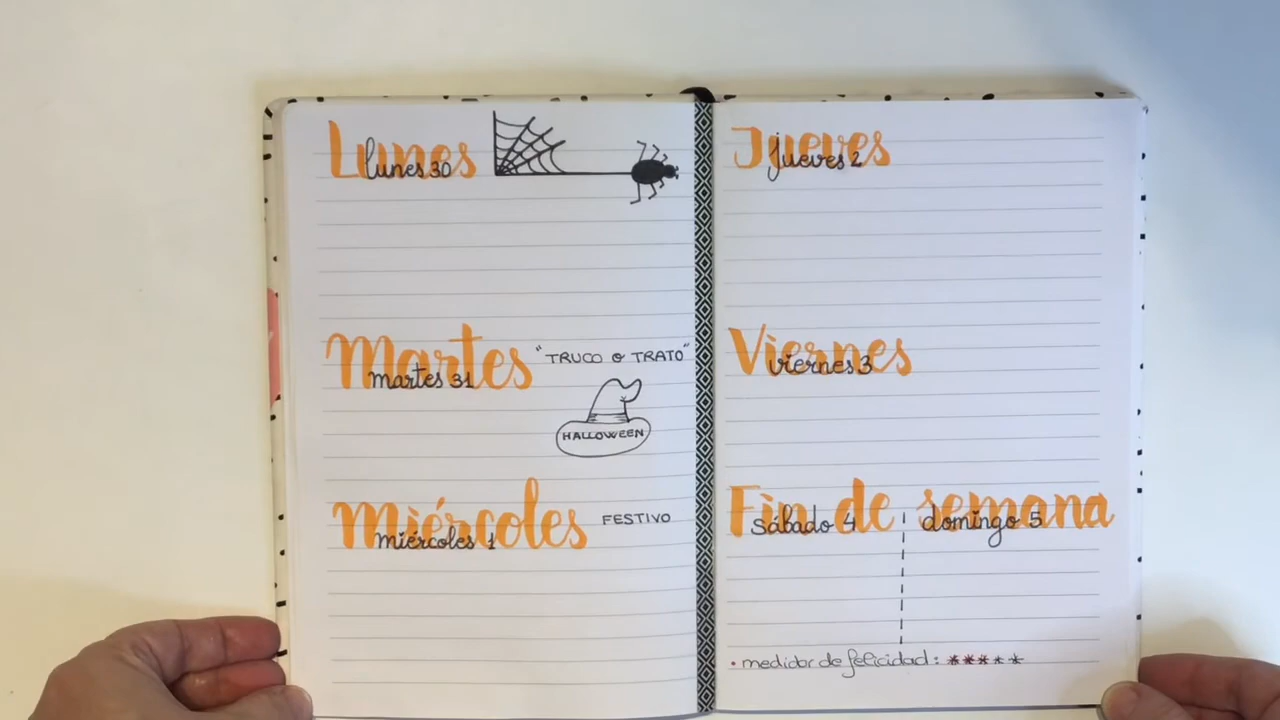 Lunes
lunes 30
Martes
martes 31
"TRUCO o TRATO"
HALLOWEEN
Miércoles
miércoles 1
FESTIVO
Jueves
jueves 2
Viernes
viernes 3
Fin de semana
sábado 4
domingo 5
• medidor de felicidad: *****